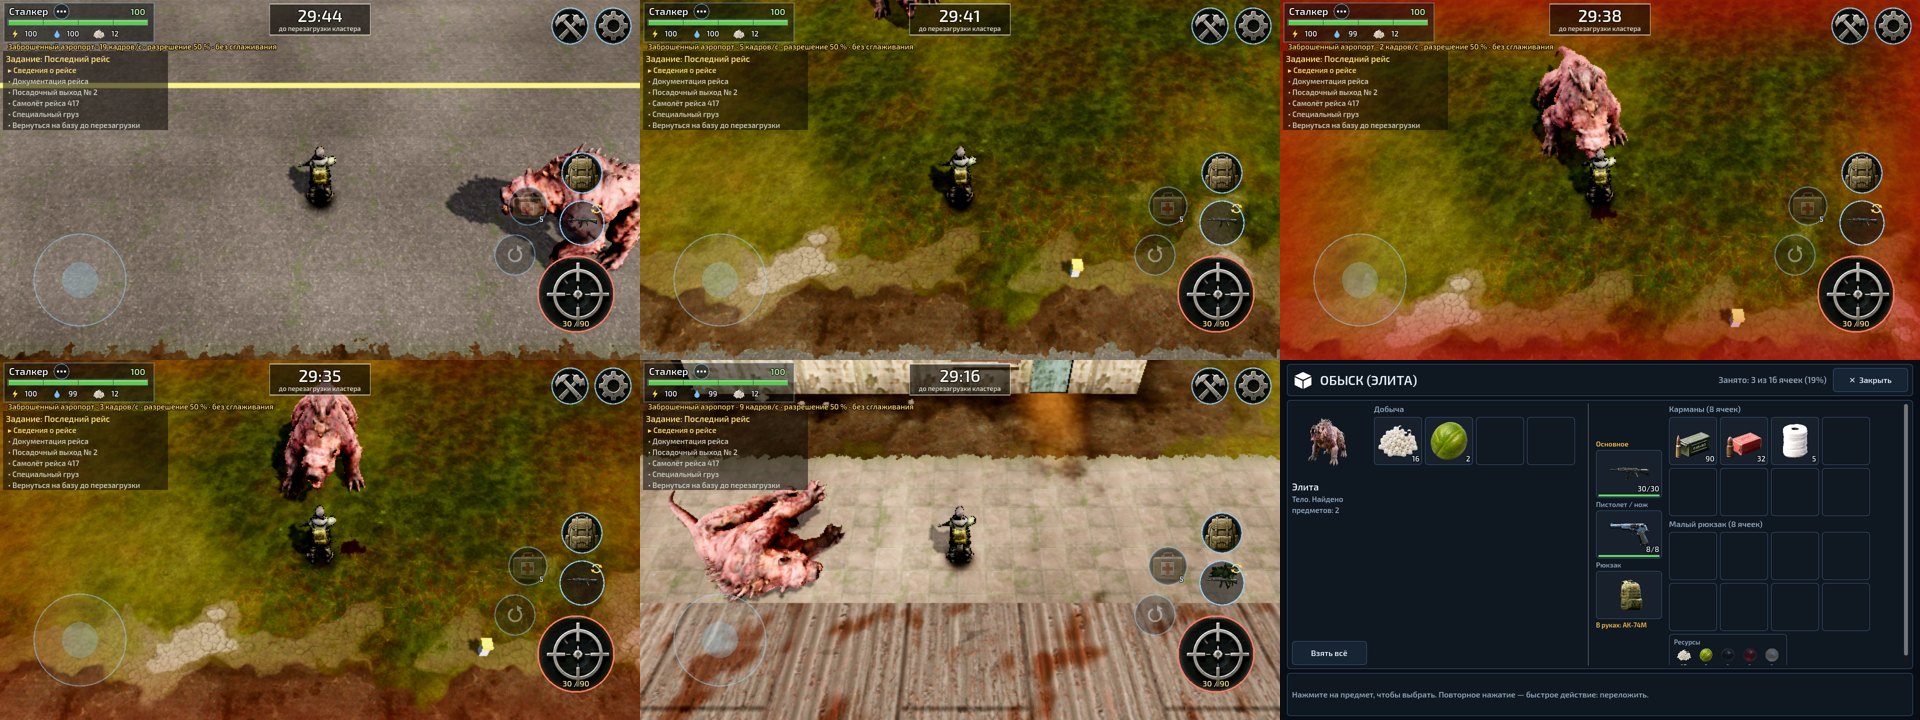 Сталкер
100
100
100
12
29:44
до перезагрузки кластера
Заброшенный аэропорт · 19 кадров/с · разрешение 50 % · без сглаживания
Задание: Последний рейс
▸ Сведения о рейсе
• Документация рейса
• Посадочный выход № 2
• Самолёт рейса 417
• Специальный груз
• Вернуться на базу до перезагрузки
5
30 / 90
Сталкер
100
100
100
12
29:41
до перезагрузки кластера
Заброшенный аэропорт · 5 кадров/с · разрешение 50 % · без сглаживания
Задание: Последний рейс
▸ Сведения о рейсе
• Документация рейса
• Посадочный выход № 2
• Самолёт рейса 417
• Специальный груз
• Вернуться на базу до перезагрузки
5
30 / 90
Сталкер
100
100
99
12
29:38
до перезагрузки кластера
Заброшенный аэропорт · 2 кадров/с · разрешение 50 % · без сглаживания
Задание: Последний рейс
▸ Сведения о рейсе
• Документация рейса
• Посадочный выход № 2
• Самолёт рейса 417
• Специальный груз
• Вернуться на базу до перезагрузки
5
30 / 90
Сталкер
100
100
99
12
29:35
до перезагрузки кластера
Заброшенный аэропорт · 3 кадров/с · разрешение 50 % · без сглаживания
Задание: Последний рейс
▸ Сведения о рейсе
• Документация рейса
• Посадочный выход № 2
• Самолёт рейса 417
• Специальный груз
• Вернуться на базу до перезагрузки
5
30 / 90
Сталкер
100
100
99
12
29:16
до перезагрузки кластера
Заброшенный аэропорт · 9 кадров/с · разрешение 50 % · без сглаживания
Задание: Последний рейс
▸ Сведения о рейсе
• Документация рейса
• Посадочный выход № 2
• Самолёт рейса 417
• Специальный груз
• Вернуться на базу до перезагрузки
5
30 / 90
ОБЫСК (ЭЛИТА)
Занято: 3 из 16 ячеек (19%)
× Закрыть
Добыча
16
2
Элита
Тело. Найдено
предметов: 2
Взять всё
Основное
30/30
Пистолет / нож
8/8
Рюкзак
В руках: АК-74М
Карманы (8 ячеек)
90
32
5
Малый рюкзак (8 ячеек)
Ресурсы
Нажмите на предмет, чтобы выбрать. Повторное нажатие — быстрое действие: переложить.